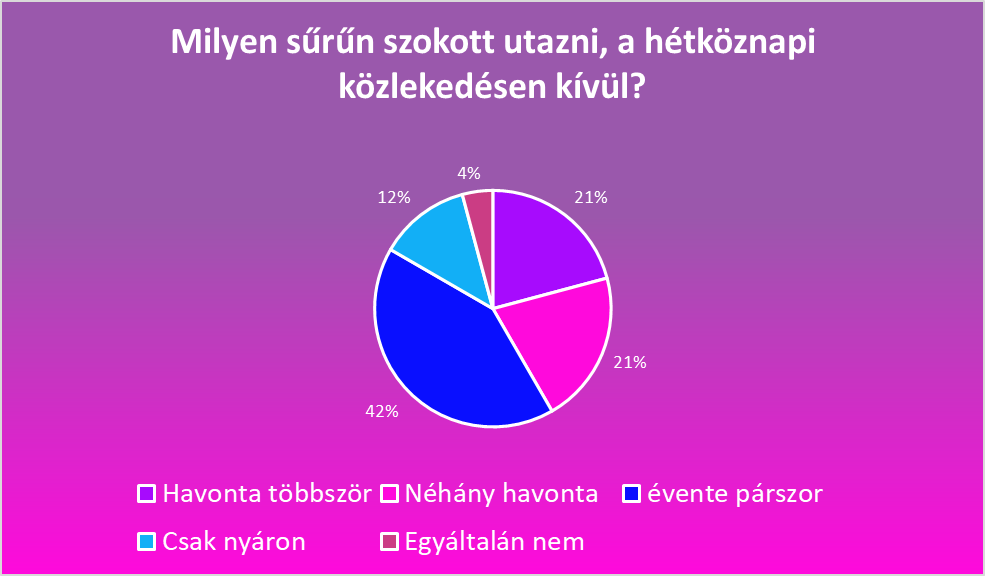 Milyen sűrűn szokott utazni, a hétköznapi
közlekedésen kívül?
4%
12%
21%
21%
42%
Havonta többször
Néhány havonta
évente párszor
Csak nyáron
Egyáltalán nem